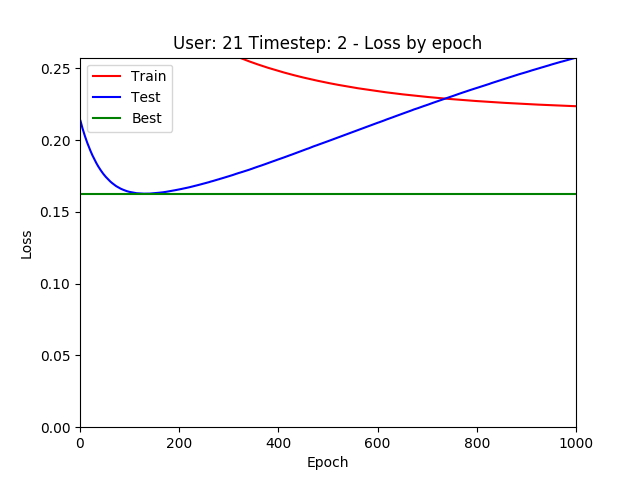 User: 21 Timestep: 2 - Loss by epoch
Train
Test
Best
0.25
0.20
0.15
0.10
0.05
0.00
Loss
0 200 400 600 800 1000
Epoch